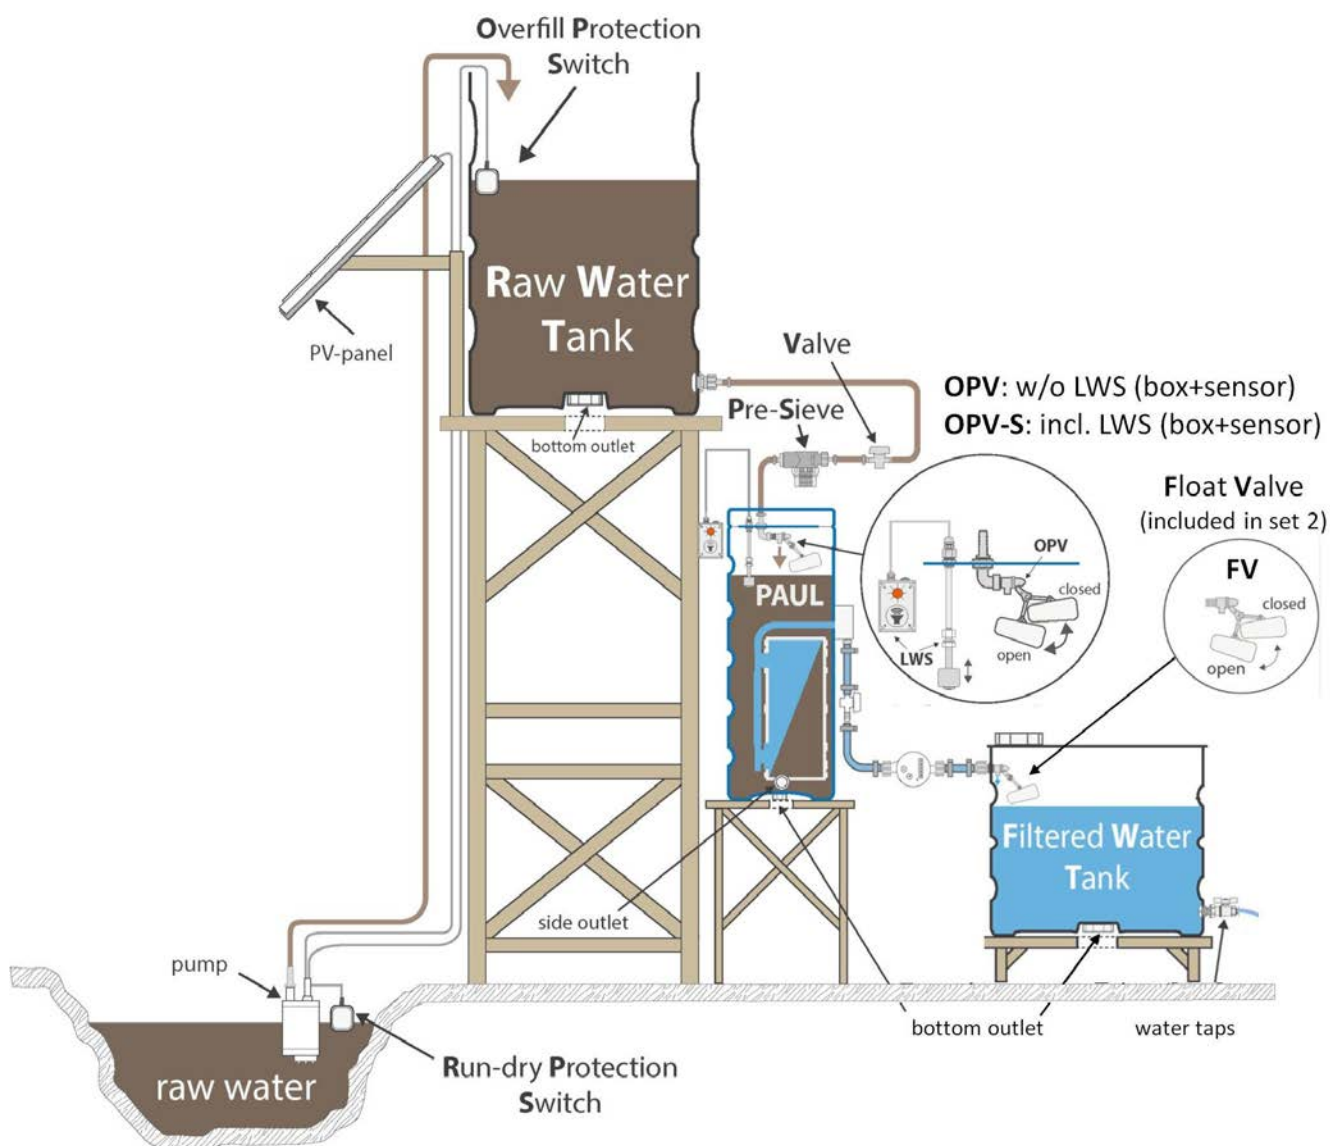 Overfill Protection
Switch
Raw Water
Tank
PV-panel
bottom outlet
Valve
Pre-Sieve
OPV: w/o LWS (box+sensor)
OPV-S: incl. LWS (box+sensor)
Float Valve
(included in set 2)
FV
closed
open
OPV
closed
LWS
open
PAUL
Filtered Water
Tank
side outlet
pump
bottom outlet
water taps
raw water
Run-dry Protection
Switch